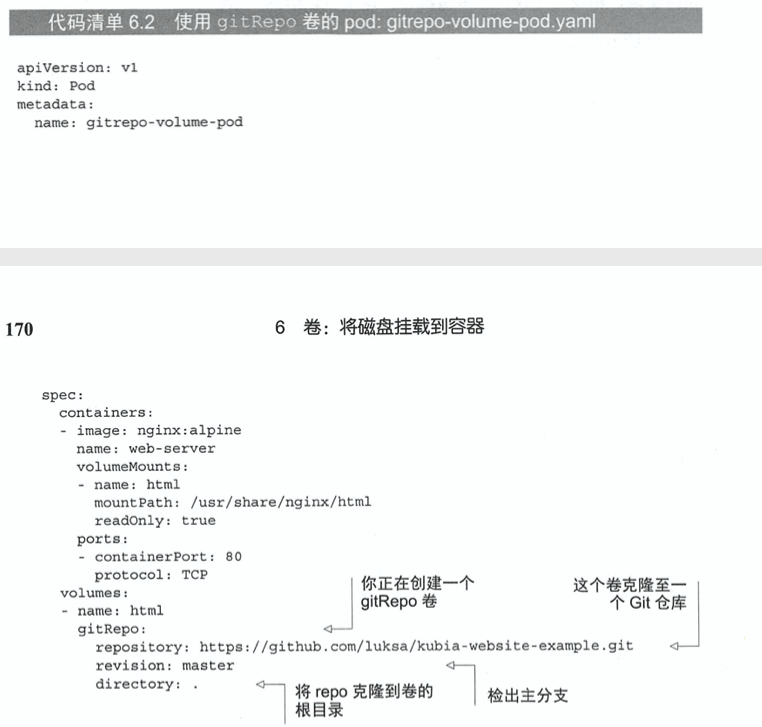 代码清单 6.2 使用 gitRepo 卷的 pod: gitrepo-volume-pod.yaml
apiVersion: v1
kind: Pod
metadata:
  name: gitrepo-volume-pod
170
6 卷：将磁盘挂载到容器
spec:
  containers:
  - image: nginx:alpine
    name: web-server
    volumeMounts:
    - name: html
      mountPath: /usr/share/nginx/html
      readOnly: true
    ports:
    - containerPort: 80
      protocol: TCP
  volumes:
  - name: html
    gitRepo:
      repository: https://github.com/luksa/kubia-website-example.git
      revision: master
      directory: .
你正在创建一个
gitRepo 卷
这个卷克隆至一
个 Git 仓库
将 repo 克隆到卷的
根目录
检出主分支